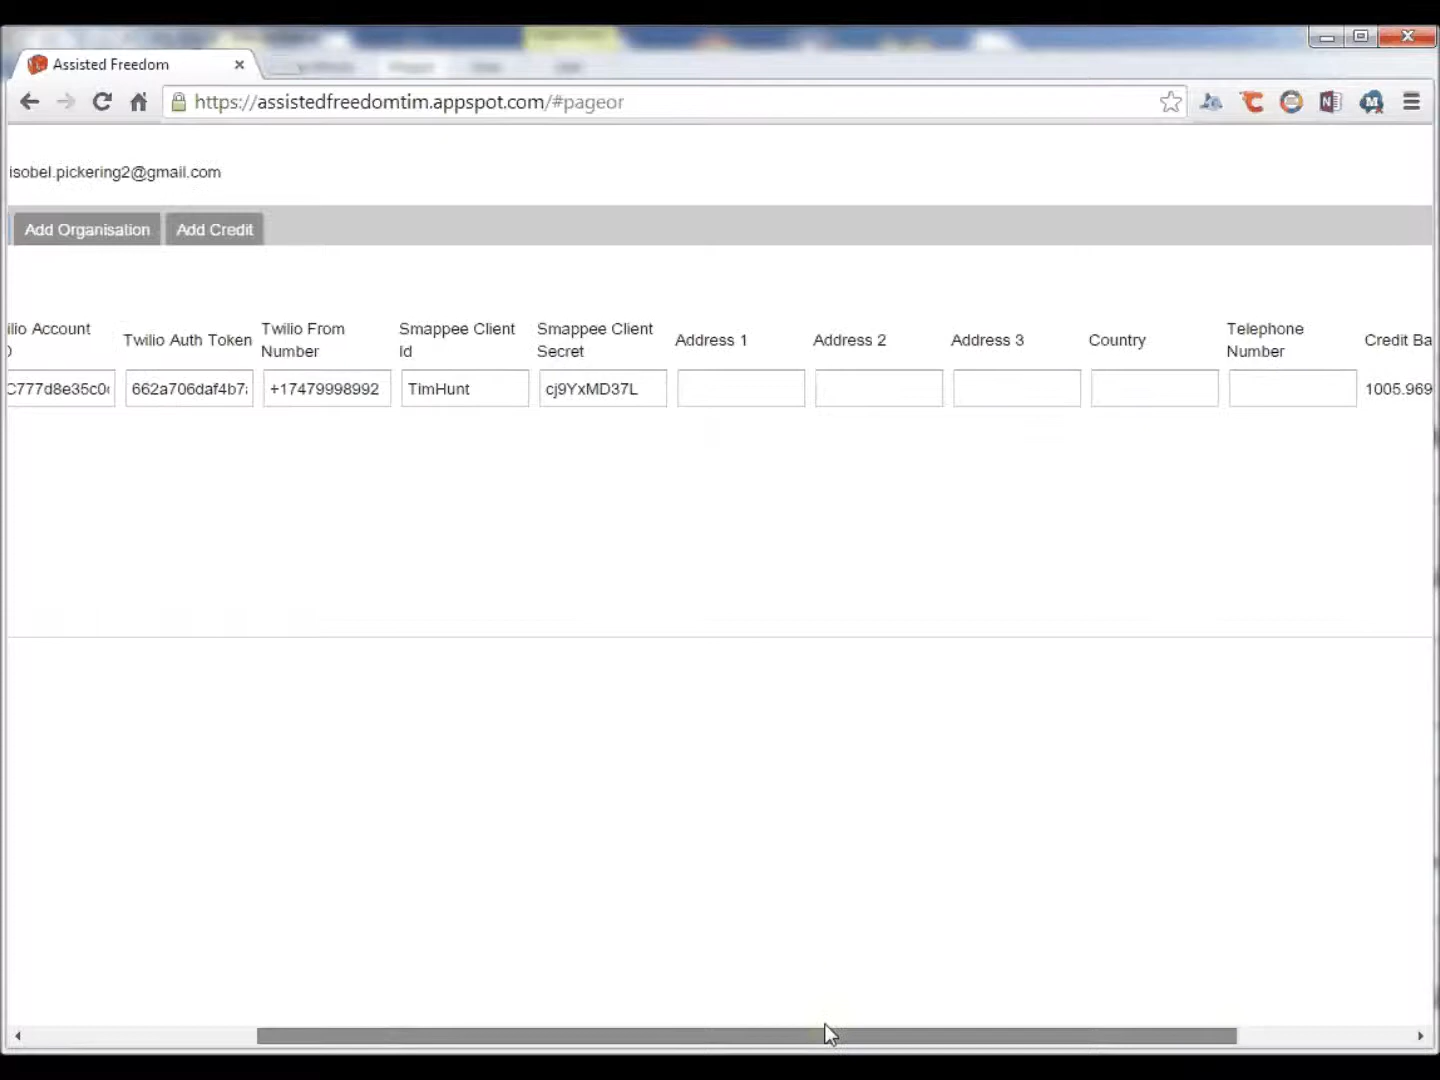 Assisted Freedom
https://assistedfreedomtim.appspot.com/#pageor
isobel.pickering2@gmail.com
Add Organisation
Add Credit
ilio Account
Twilio Auth Token
Twilio From Number
Smappee Client Id
Smappee Client Secret
Address 1
Address 2
Address 3
Country
Telephone Number
Credit Ba
C777d8e35c0
662a706daf4b7
+17479998992
TimHunt
cj9YxMD37L
1005.969